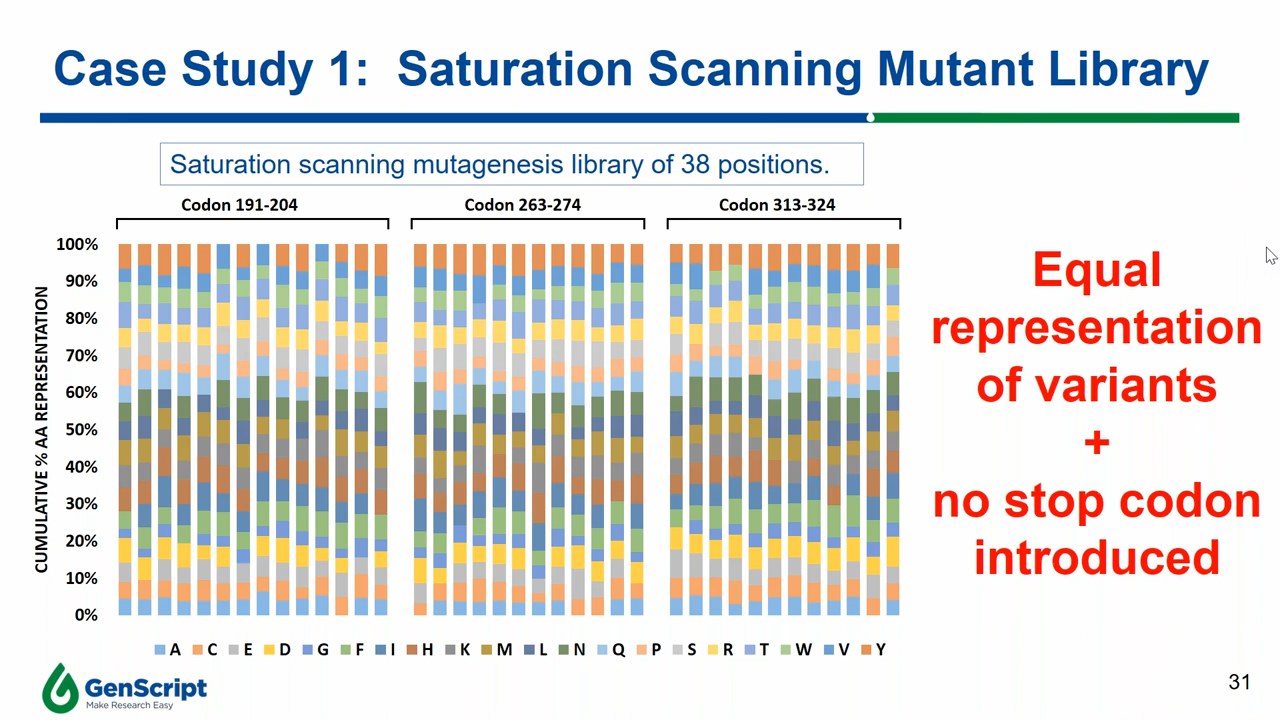 Case Study 1:  Saturation Scanning Mutant Library
Saturation scanning mutagenesis library of 38 positions.
Codon 191-204
Codon 263-274
Codon 313-324
CUMULATIVE % AA REPRESENTATION
100%
90%
80%
70%
60%
50%
40%
30%
20%
10%
0%
A C E D G F I H K M L N Q P S R T W V Y
Equal
representation
of variants
+
no stop codon
introduced
GenScript
Make Research Easy
31